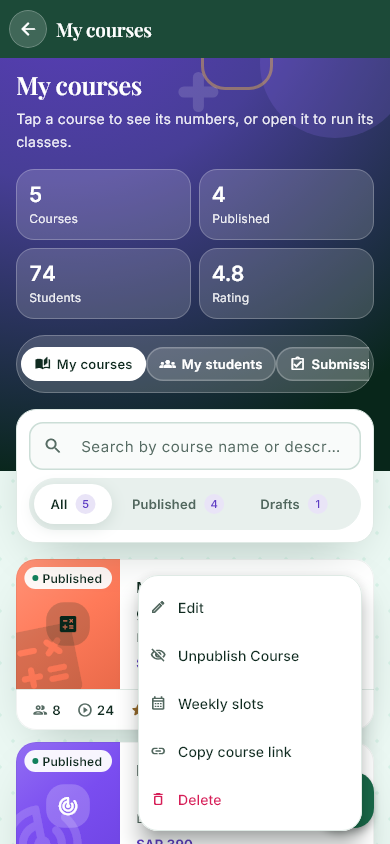 My courses
My courses
Tap a course to see its numbers, or open it to run its
classes.
5
Courses
4
Published
74
Students
4.8
Rating
My courses
My students
Submissi
Search by course name or descr...
All 5
Published 4
Drafts 1
Published
Edit
Unpublish Course
Weekly slots
Copy course link
Delete
8
24
Published
SAR 390